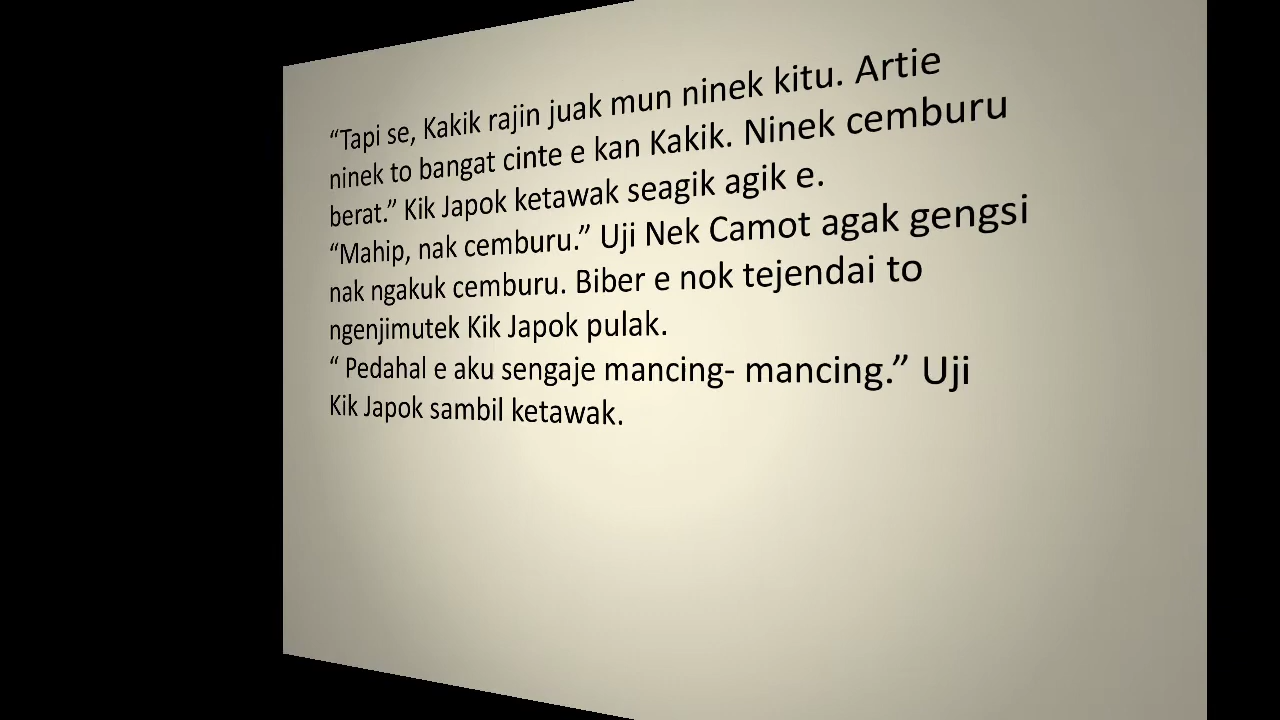 “Tapi se, Kakik rajin juak mun ninek kitu. Artie
ninek to bangat cinte e kan Kakik. Ninek cemburu
berat.” Kik Japok ketawak seagik agik e.
“Mahip, nak cemburu.” Uji Nek Camot agak gengsi
nak ngakuk cemburu. Biber e nok tejendai to
ngenjimutek Kik Japok pulak.
“ Pedahal e aku sengaje mancing- mancing.” Uji
Kik Japok sambil ketawak.